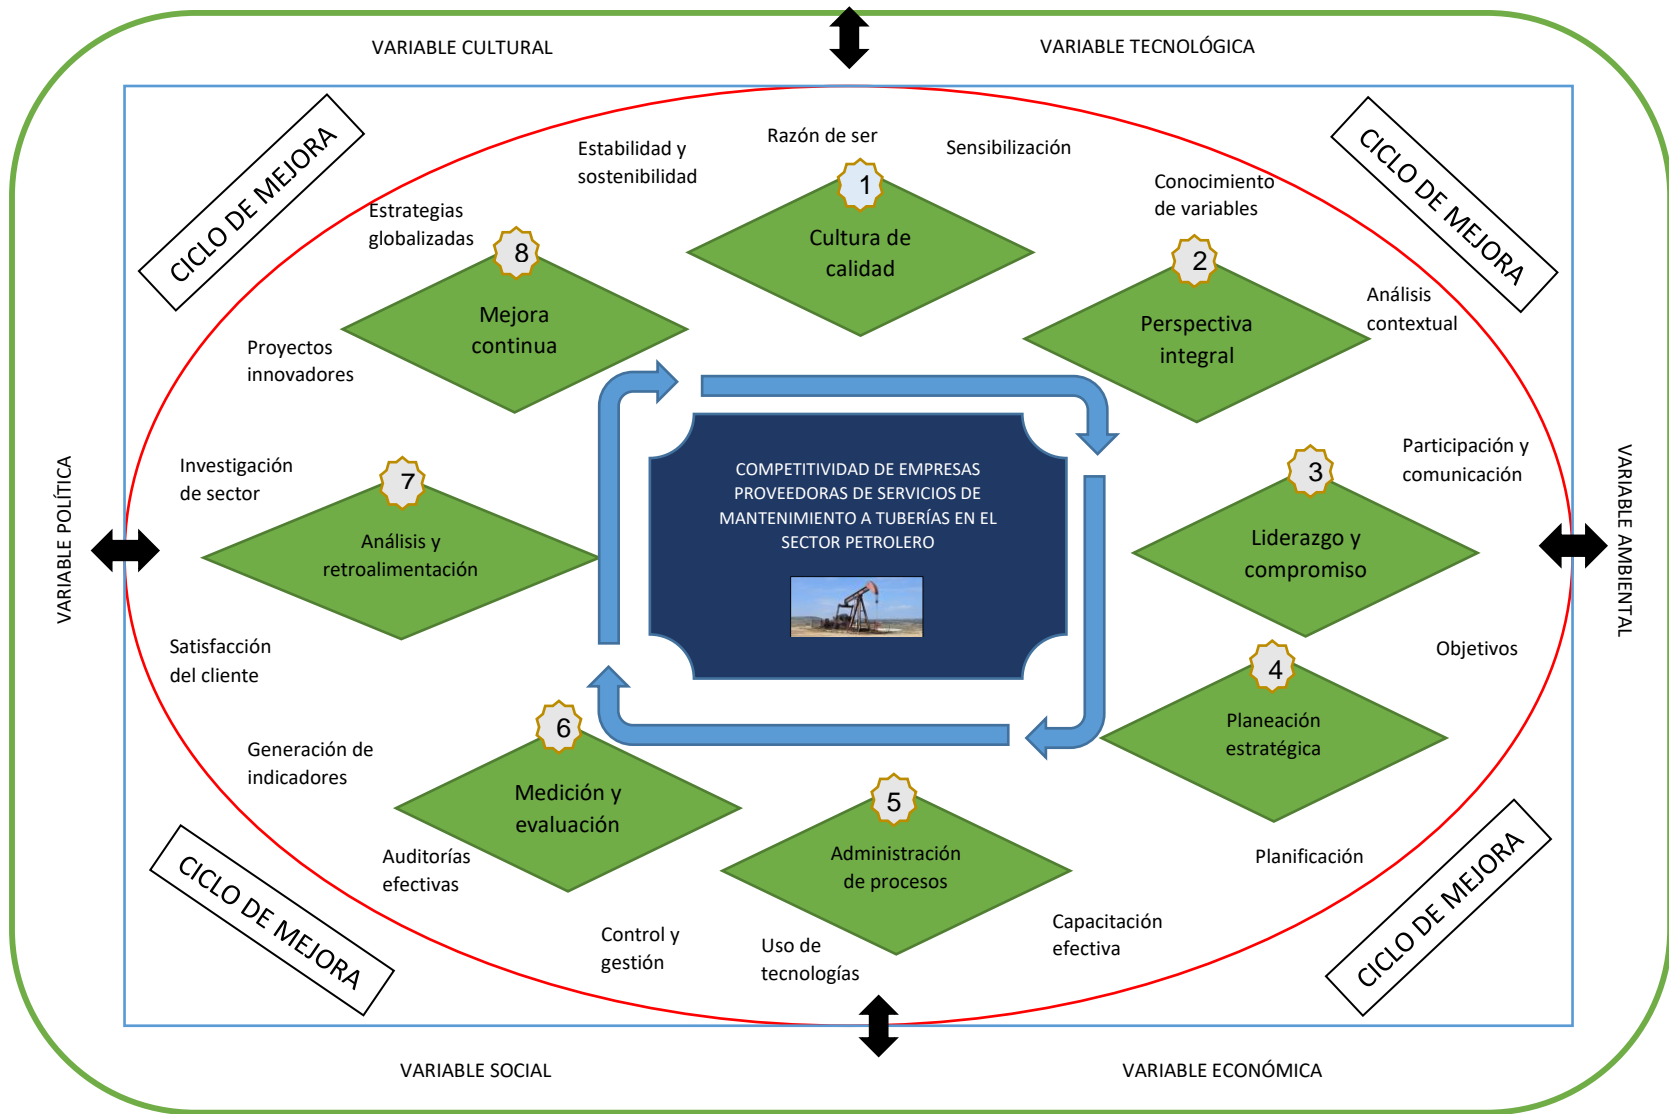 VARIABLE CULTURAL
VARIABLE TECNOLÓGICA
CICLO DE MEJORA
CICLO DE MEJORA
Razón de ser
Sensibilización
Estabilidad y
sostenibilidad
Conocimiento
de variables
Estrategias
globalizadas
1
Cultura de
calidad
8
Mejora
continua
2
Perspectiva
integral
Análisis
contextual
Proyectos
innovadores
VARIABLE POLÍTICA
Investigación
de sector
7
Análisis y
retroalimentación
COMPETITIVIDAD DE EMPRESAS
PROVEEDORAS DE SERVICIOS DE
MANTENIMIENTO A TUBERÍAS EN EL
SECTOR PETROLERO
3
Liderazgo y
compromiso
Participación y
comunicación
VARIABLE AMBIENTAL
Satisfacción
del cliente
Objetivos
4
Planeación
estratégica
Generación de
indicadores
6
Medición y
evaluación
5
Administración
de procesos
Planificación
Auditorías
efectivas
Control y
gestión
Uso de
tecnologías
Capacitación
efectiva
CICLO DE MEJORA
CICLO DE MEJORA
VARIABLE SOCIAL
VARIABLE ECONÓMICA